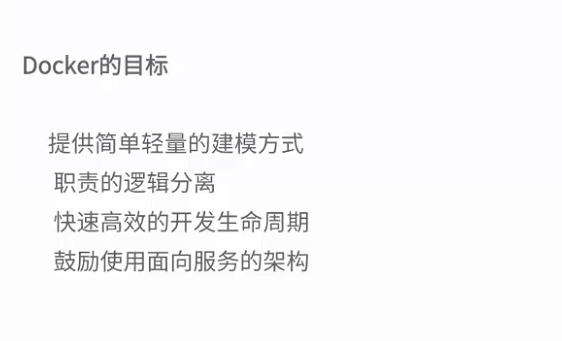 Docker的目标
提供简单轻量的建模方式
职责的逻辑分离
快速高效的开发生命周期
鼓励使用面向服务的架构